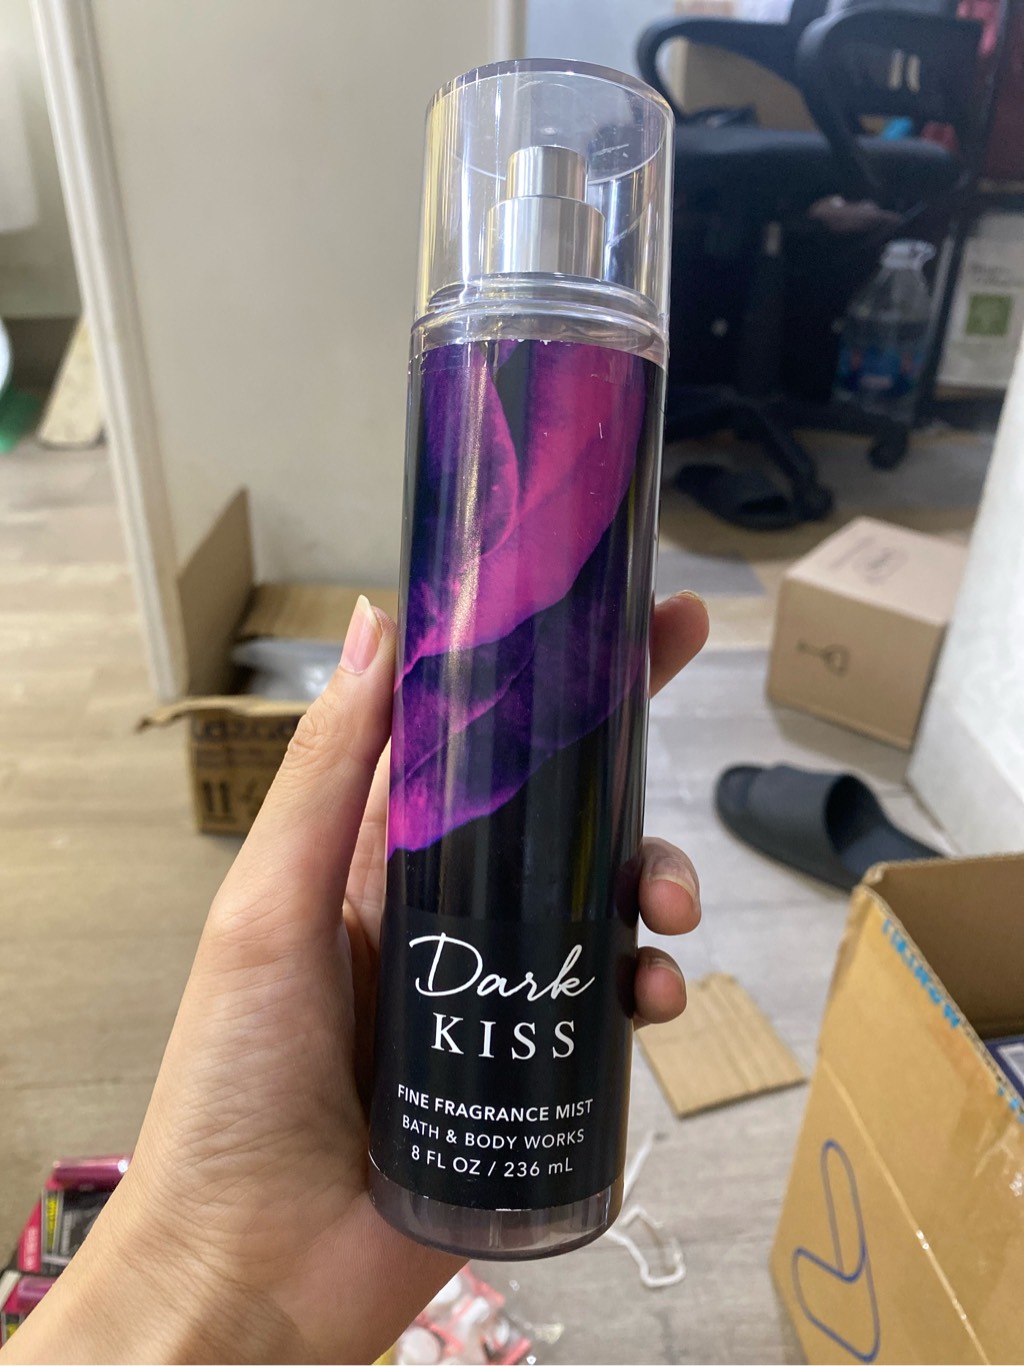 Dark
KISS
FINE FRAGRANCE MIST
BATH & BODY WORKS
8 FL OZ / 236 mL